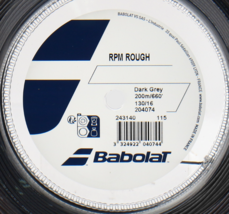 RPM ROUGH
Dark Grey
200m/660'
130/16
204074
243140 115
3 324922 040744
Babolat